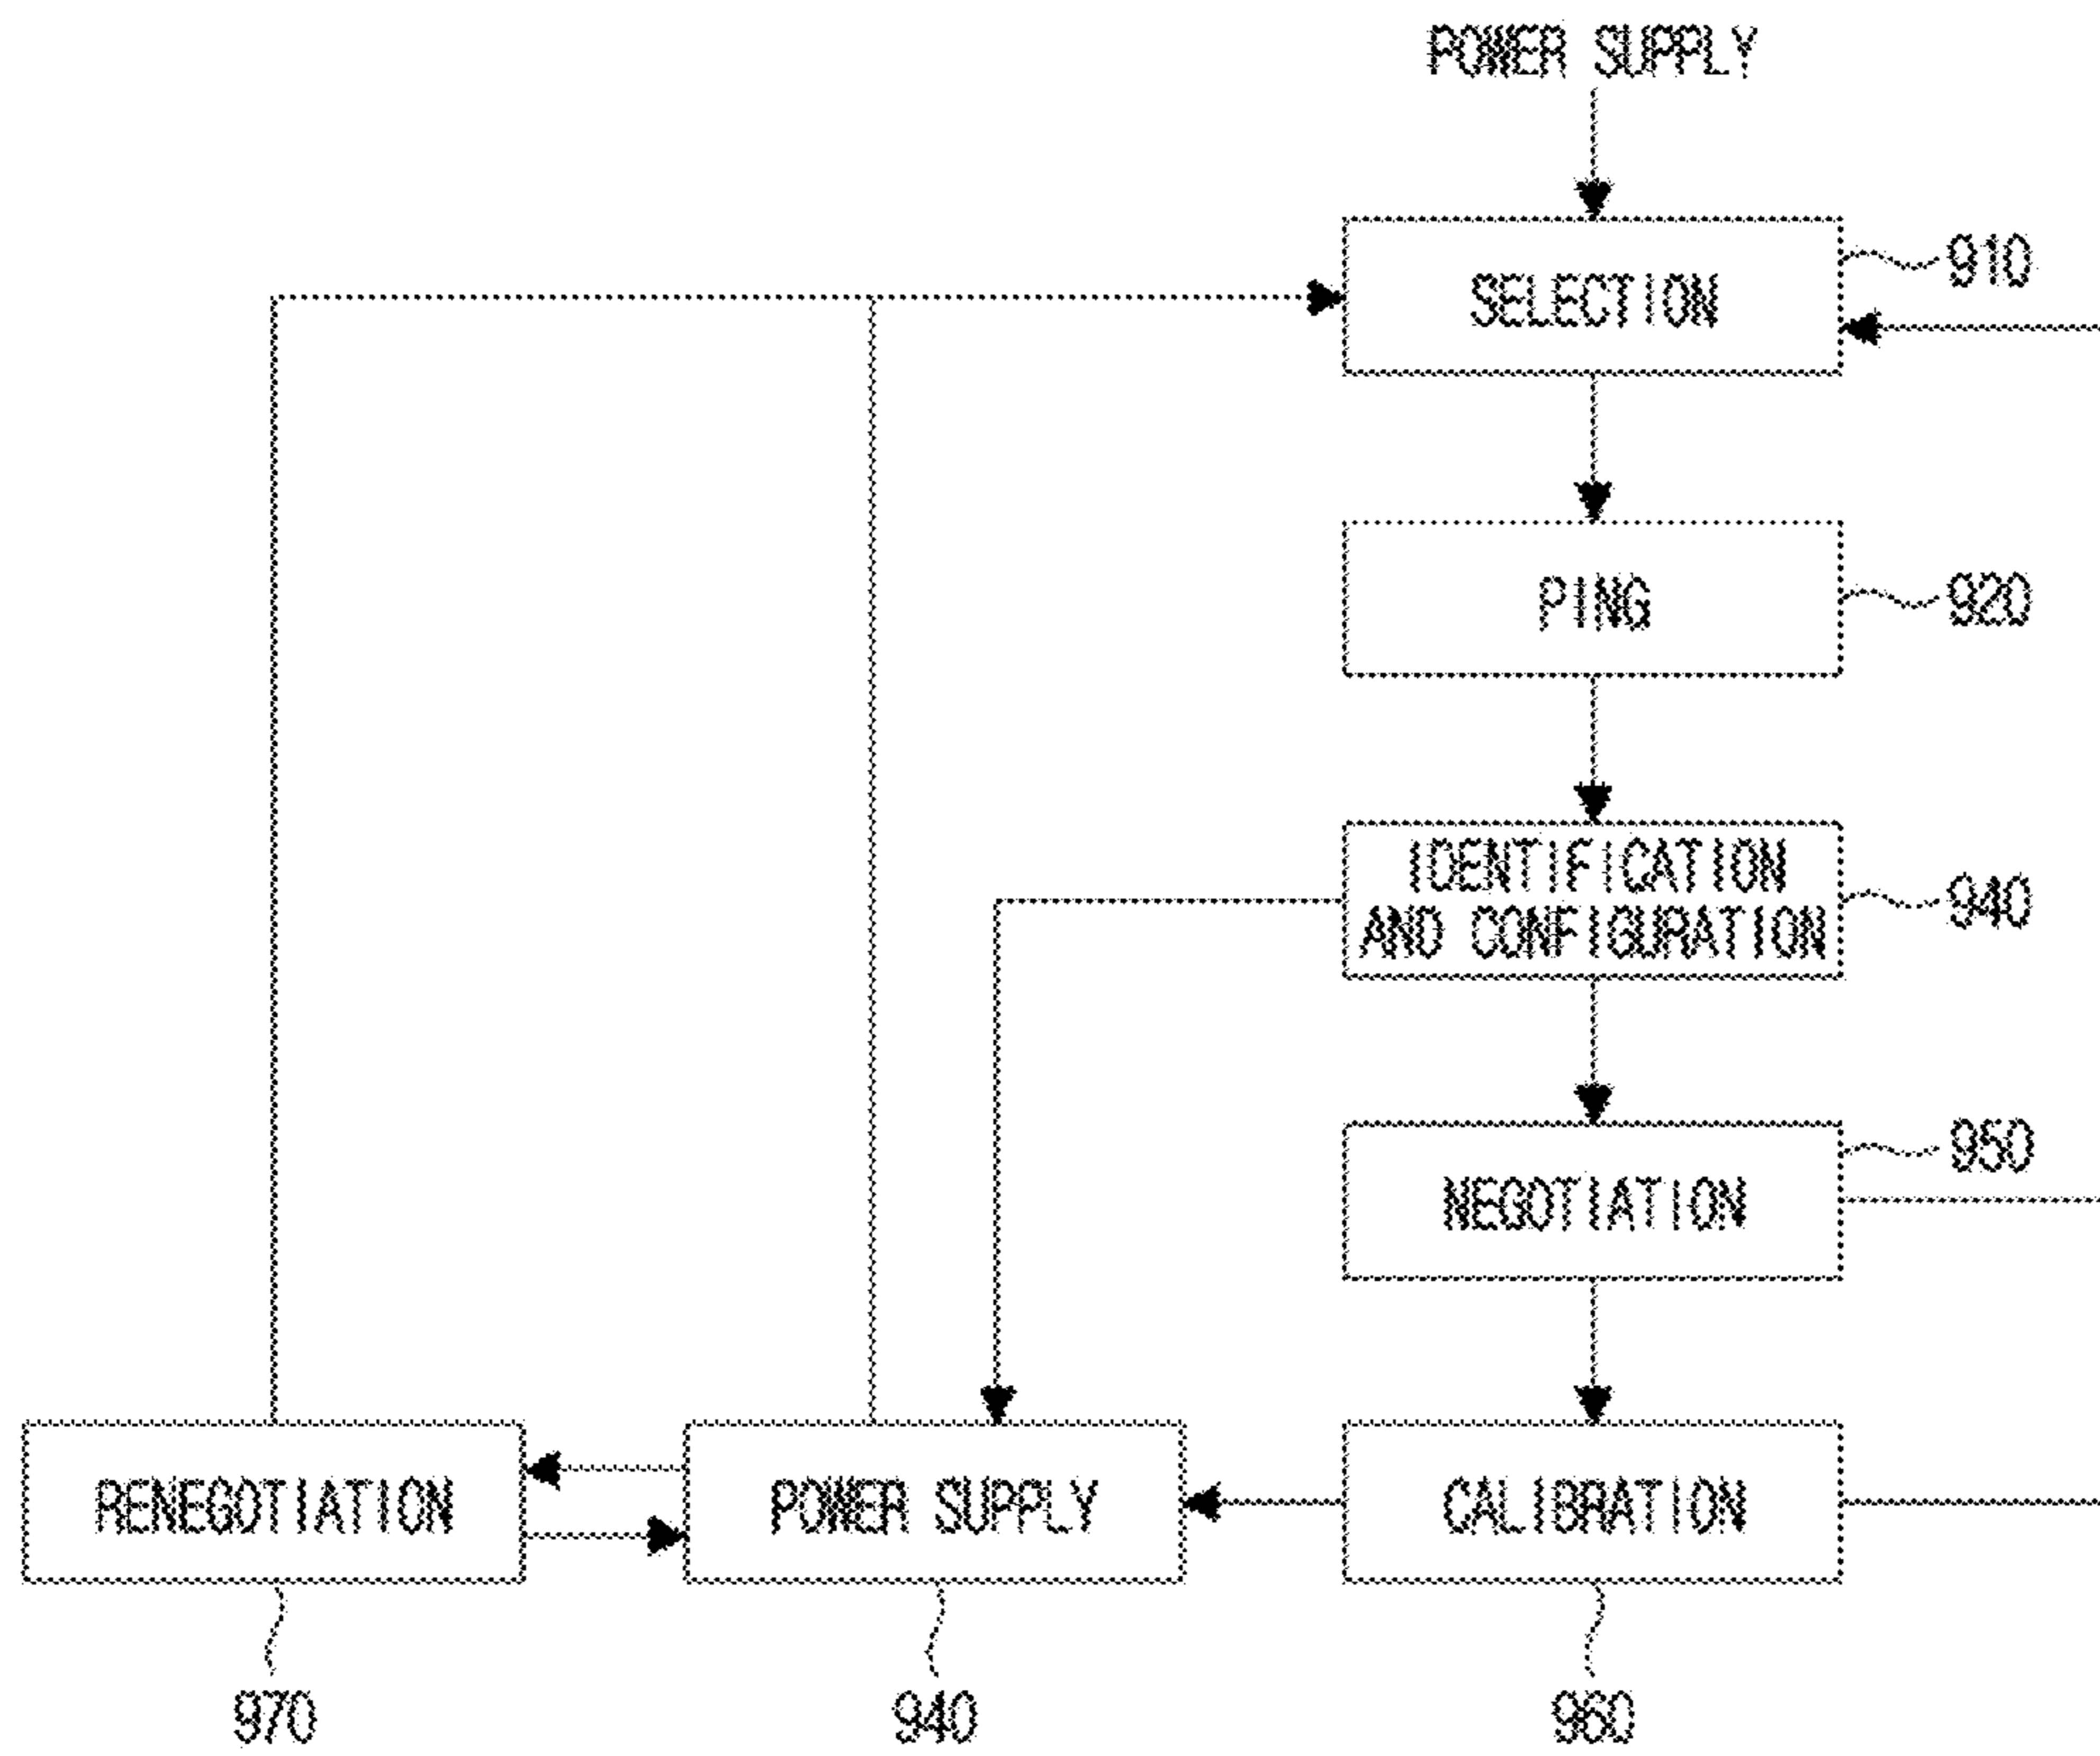 POWER SUPPLY
SELECTION
910
PING
920
IDENTIFICATION
AND CONFIGURATION
940
NEGOTIATION
950
RENEGOTIATION
POWER SUPPLY
CALIBRATION
970
940
960